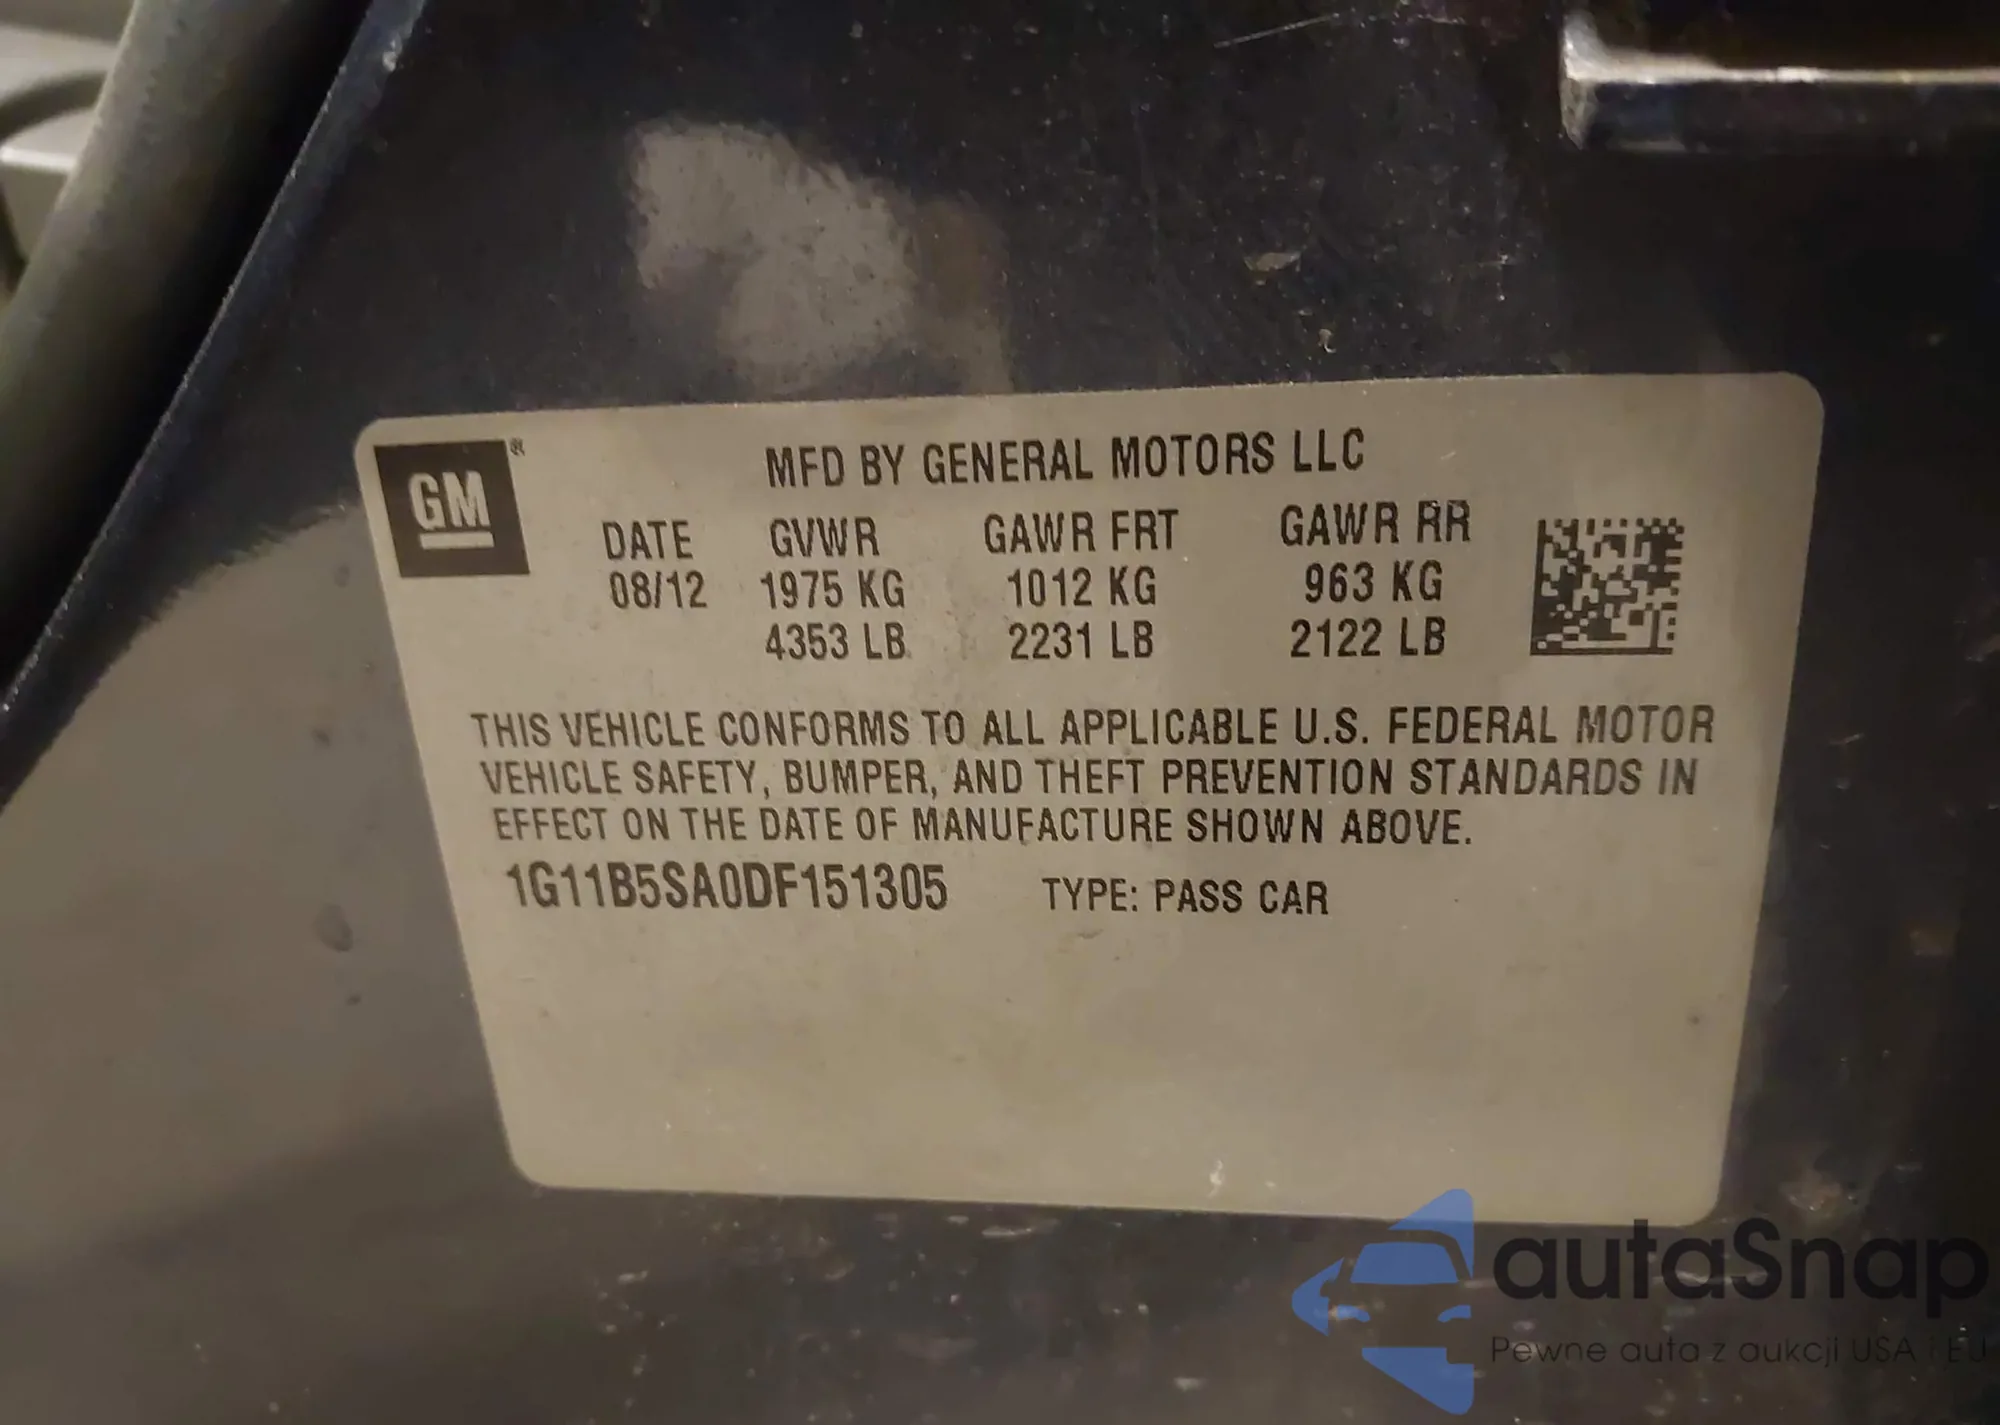 GM ®
MFD BY GENERAL MOTORS LLC
DATE GVWR GAWR FRT GAWR RR
08/12 1975 KG 1012 KG 963 KG
4353 LB 2231 LB 2122 LB
THIS VEHICLE CONFORMS TO ALL APPLICABLE U.S. FEDERAL MOTOR
VEHICLE SAFETY, BUMPER, AND THEFT PREVENTION STANDARDS IN
EFFECT ON THE DATE OF MANUFACTURE SHOWN ABOVE.
1G11B5SA0DF151305 TYPE: PASS CAR
autaSnap
Pewne auta z aukcji USA i EU